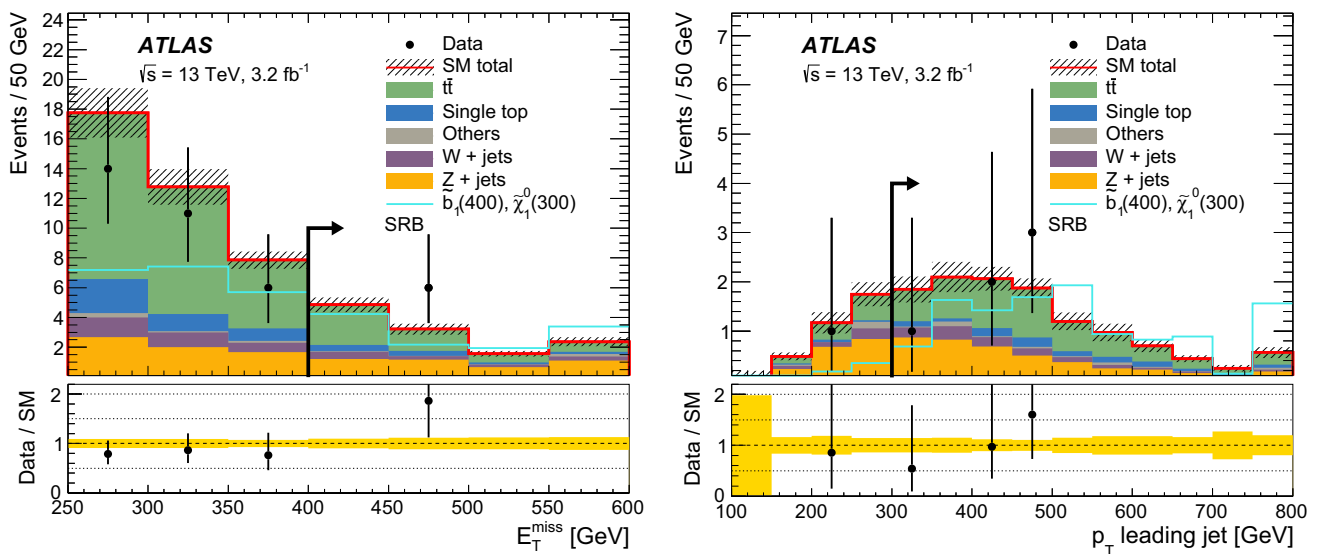 Events / 50 GeV
24
22
20
18
16
14
12
10
8
6
4
2
ATLAS
√s = 13 TeV, 3.2 fb⁻¹
Data
SM total
tt̄
Single top
Others
W + jets
Z + jets
b̃₁(400), χ̃₁⁰(300)
SRB
Data / SM
2
1
0
250 300 350 400 450 500 550 600
E_T^miss [GeV]
Events / 50 GeV
7
6
5
4
3
2
1
ATLAS
√s = 13 TeV, 3.2 fb⁻¹
Data
SM total
tt̄
Single top
Others
W + jets
Z + jets
b̃₁(400), χ̃₁⁰(300)
SRB
Data / SM
2
1
0
100 200 300 400 500 600 700 800
p_T leading jet [GeV]